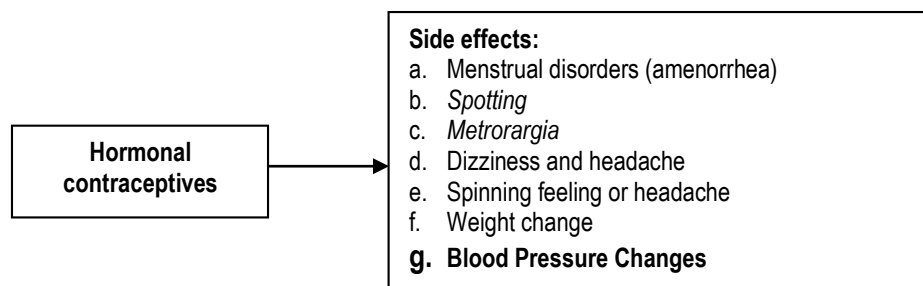 Hormonal
contraceptives
Side effects:
a. Menstrual disorders (amenorrhea)
b. Spotting
c. Metrorargia
d. Dizziness and headache
e. Spinning feeling or headache
f. Weight change
g. Blood Pressure Changes